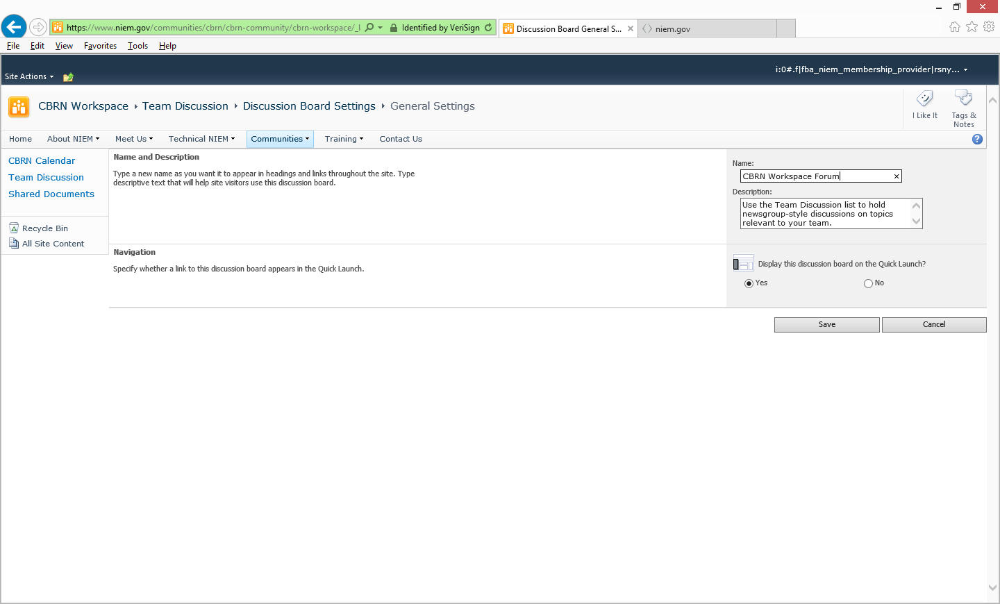 https://www.niem.gov/communities/cbrn/cbrn-community/cbrn-workspace/_l
Identified by VeriSign
Discussion Board General S...
niem.gov
File Edit View Favorites Tools Help
Site Actions
i:0#.f|fba_niem_membership_provider|rsny...
CBRN Workspace Team Discussion Discussion Board Settings General Settings
I Like It
Tags &
Notes
Home About NIEM Meet Us Technical NIEM Communities Training Contact Us
CBRN Calendar
Team Discussion
Shared Documents
Recycle Bin
All Site Content
Name and Description
Type a new name as you want it to appear in headings and links throughout the site. Type
descriptive text that will help site visitors use this discussion board.
Name:
CBRN Workspace Forum
Description:
Use the Team Discussion list to hold
newsgroup-style discussions on topics
relevant to your team.
Navigation
Specify whether a link to this discussion board appears in the Quick Launch.
Display this discussion board on the Quick Launch?
Yes No
Save Cancel